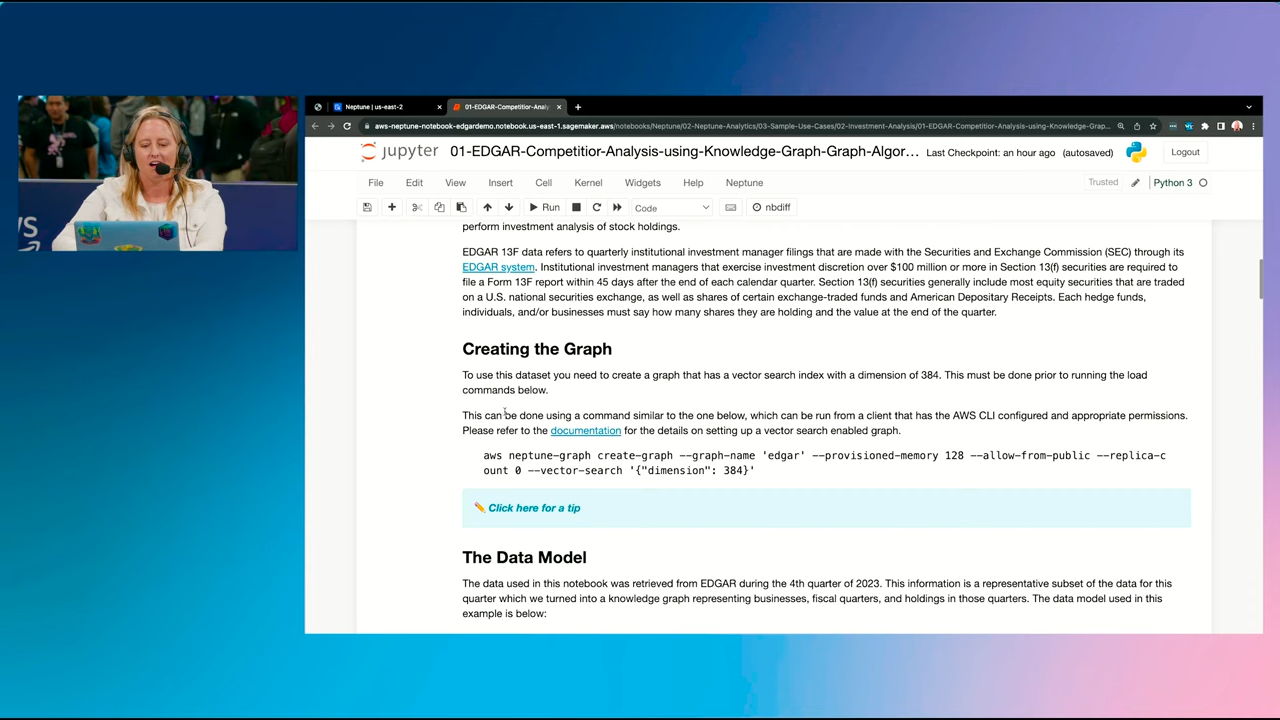 Neptune | us-east-2
01-EDGAR-Competitior-Analy
aws-neptune-notebook-edgardemo.notebook.us-east-1.sagemaker.aws/notebooks/Neptune/02-Neptune-Analytics/03-Sample-Use-Cases/02-Investment-Analysis/01-EDGAR-Competitior-Analysis-using-Knowledge-Grap...
jupyter 01-EDGAR-Competitior-Analysis-using-Knowledge-Graph-Graph-Algor... Last Checkpoint: an hour ago (autosaved) Logout
File Edit View Insert Cell Kernel Widgets Help Neptune Trusted Python 3
Run Code nbdiff
perform investment analysis of stock holdings.
EDGAR 13F data refers to quarterly institutional investment manager filings that are made with the Securities and Exchange Commission (SEC) through its
EDGAR system. Institutional investment managers that exercise investment discretion over $100 million or more in Section 13(f) securities are required to
file a Form 13F report within 45 days after the end of each calendar quarter. Section 13(f) securities generally include most equity securities that are traded
on a U.S. national securities exchange, as well as shares of certain exchange-traded funds and American Depositary Receipts. Each hedge funds,
individuals, and/or businesses must say how many shares they are holding and the value at the end of the quarter.
Creating the Graph
To use this dataset you need to create a graph that has a vector search index with a dimension of 384. This must be done prior to running the load
commands below.
This can be done using a command similar to the one below, which can be run from a client that has the AWS CLI configured and appropriate permissions.
Please refer to the documentation for the details on setting up a vector search enabled graph.
aws neptune-graph create-graph --graph-name 'edgar' --provisioned-memory 128 --allow-from-public --replica-c
ount 0 --vector-search '{"dimension": 384}'
Click here for a tip
The Data Model
The data used in this notebook was retrieved from EDGAR during the 4th quarter of 2023. This information is a representative subset of the data for this
quarter which we turned into a knowledge graph representing businesses, fiscal quarters, and holdings in those quarters. The data model used in this
example is below: